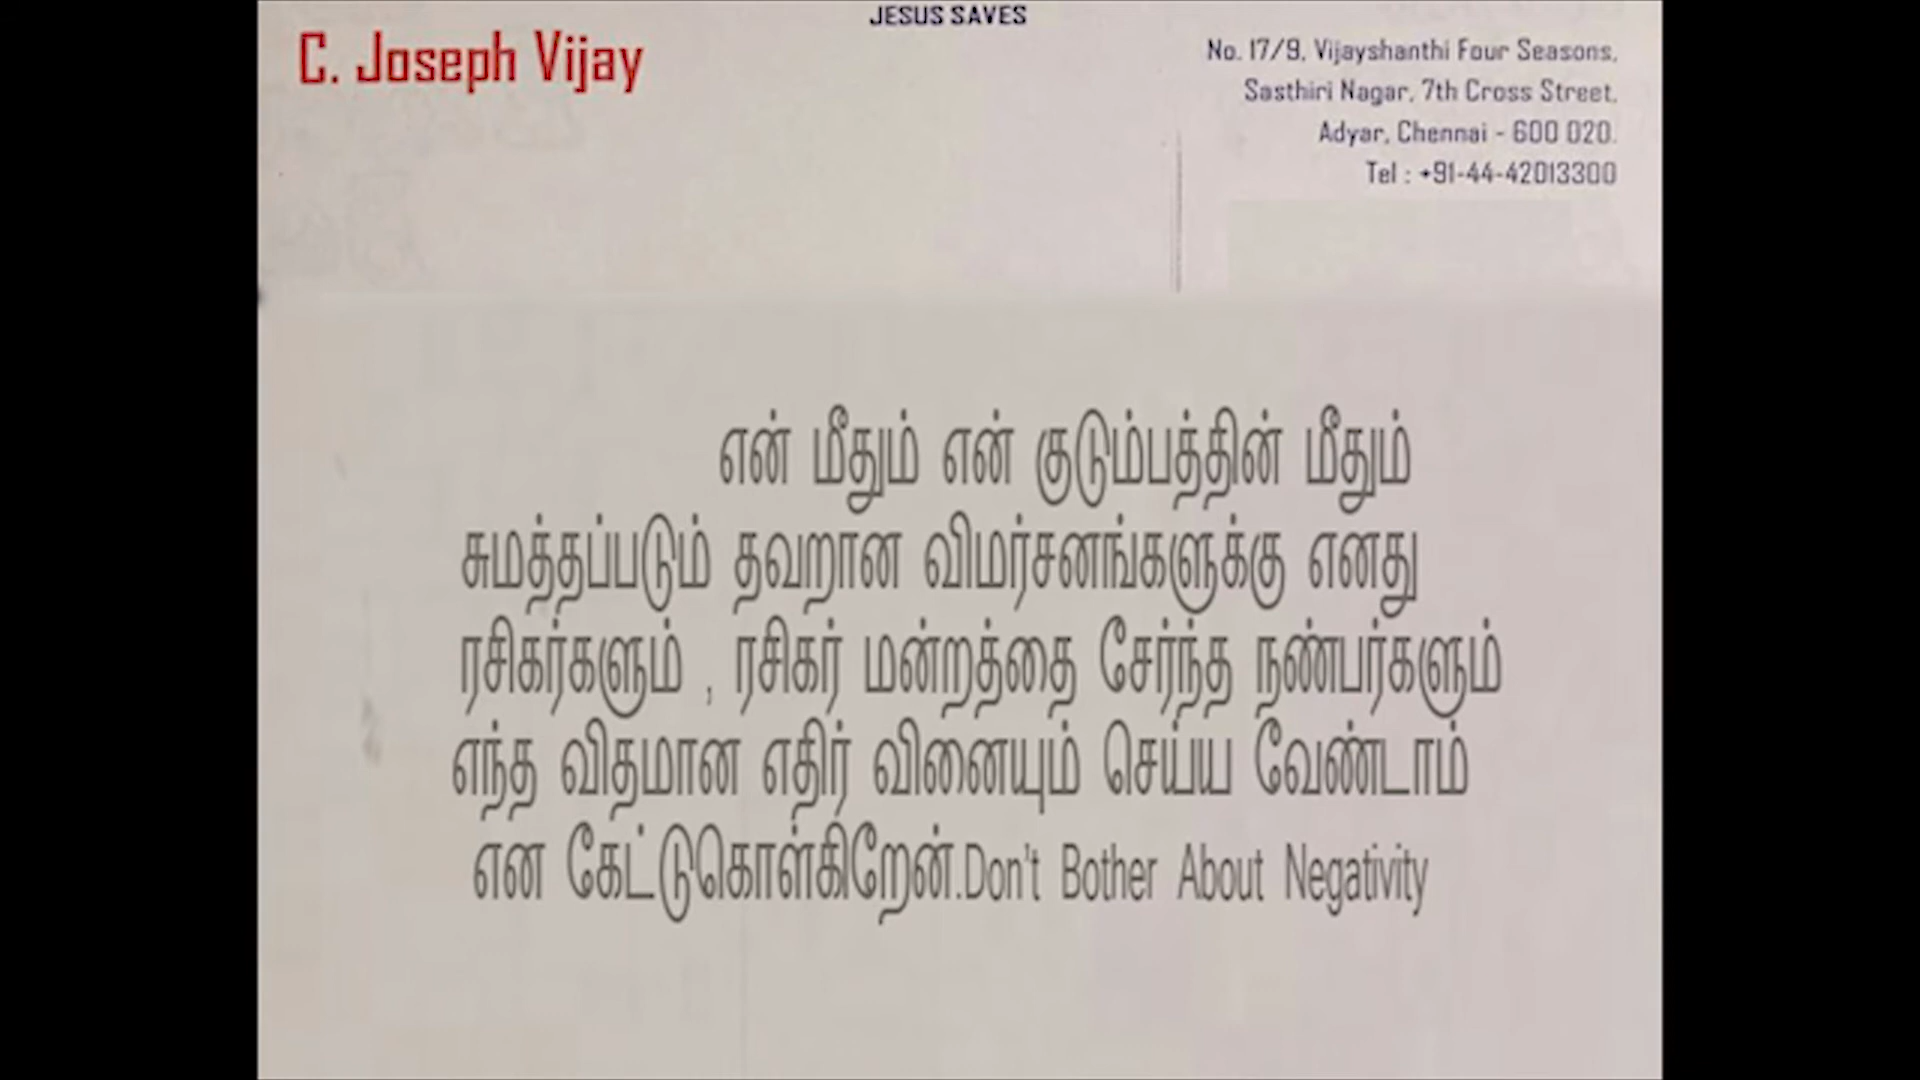 JESUS SAVES
C. Joseph Vijay
No. 17/9, Vijayshanthi Four Seasons,
Sasthiri Nagar, 7th Cross Street,
Adyar, Chennai - 600 020.
Tel : +91-44-42013300
என் மீதும் என் குடும்பத்தின் மீதும்
சுமத்தப்படும் தவறான விமர்சனங்களுக்கு எனது
ரசிகர்களும் , ரசிகர் மன்றத்தை சேர்ந்த நண்பர்களும்
எந்த விதமான எதிர் வினையும் செய்ய வேண்டாம்
என கேட்டுகொள்கிறேன்.Don't Bother About Negativity